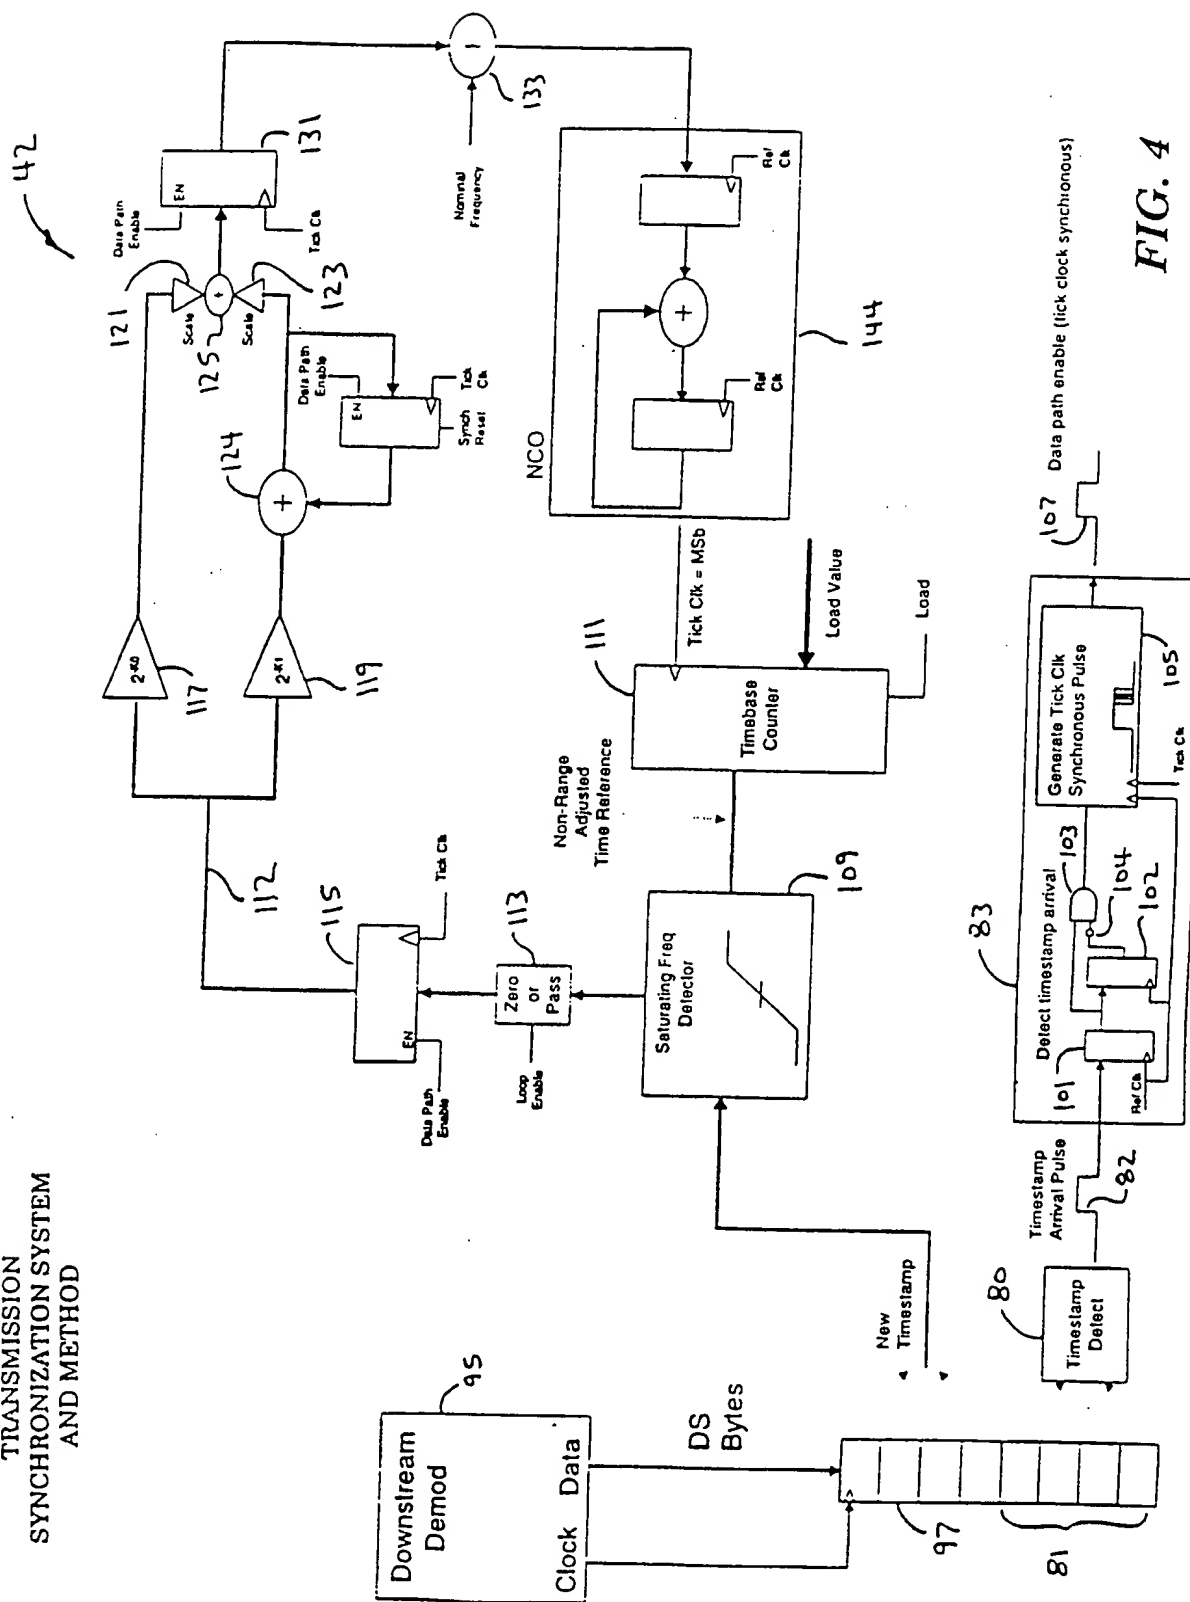 TRANSMISSION
SYNCHRONIZATION SYSTEM
AND METHOD
42
Downstream
Demod
Clock Data
95
DS
Bytes
97
81
New
Timestamp
80
Timestamp
Detect
Timestamp
Arrival Pulse
82
83
Detect timestamp arrival
101
Ref Clk
102
103
104
Generate Tick Clk
Synchronous Pulse
105
Tick Clk
107
Data path enable (tick clock synchronous)
Saturating Freq
Detector
109
Non-Range
Adjusted
Time Reference
111
Timebase
Counter
Tick Clk = MSb
Load Value
Load
Loop
Enable
Zero
or
Pass
113
Data Path
Enable
EN
115
Tick Clk
112
2-K0
117
2-K1
119
124
+
Data Path
Enable
EN
Synch
Reset
Tick
Clk
121
Scale
125
+
Scale
123
Data Path
Enable
EN
131
Tick Clk
Nominal
Frequency
133
NCO
Ref
Clk
+
Ref
Clk
144
FIG. 4